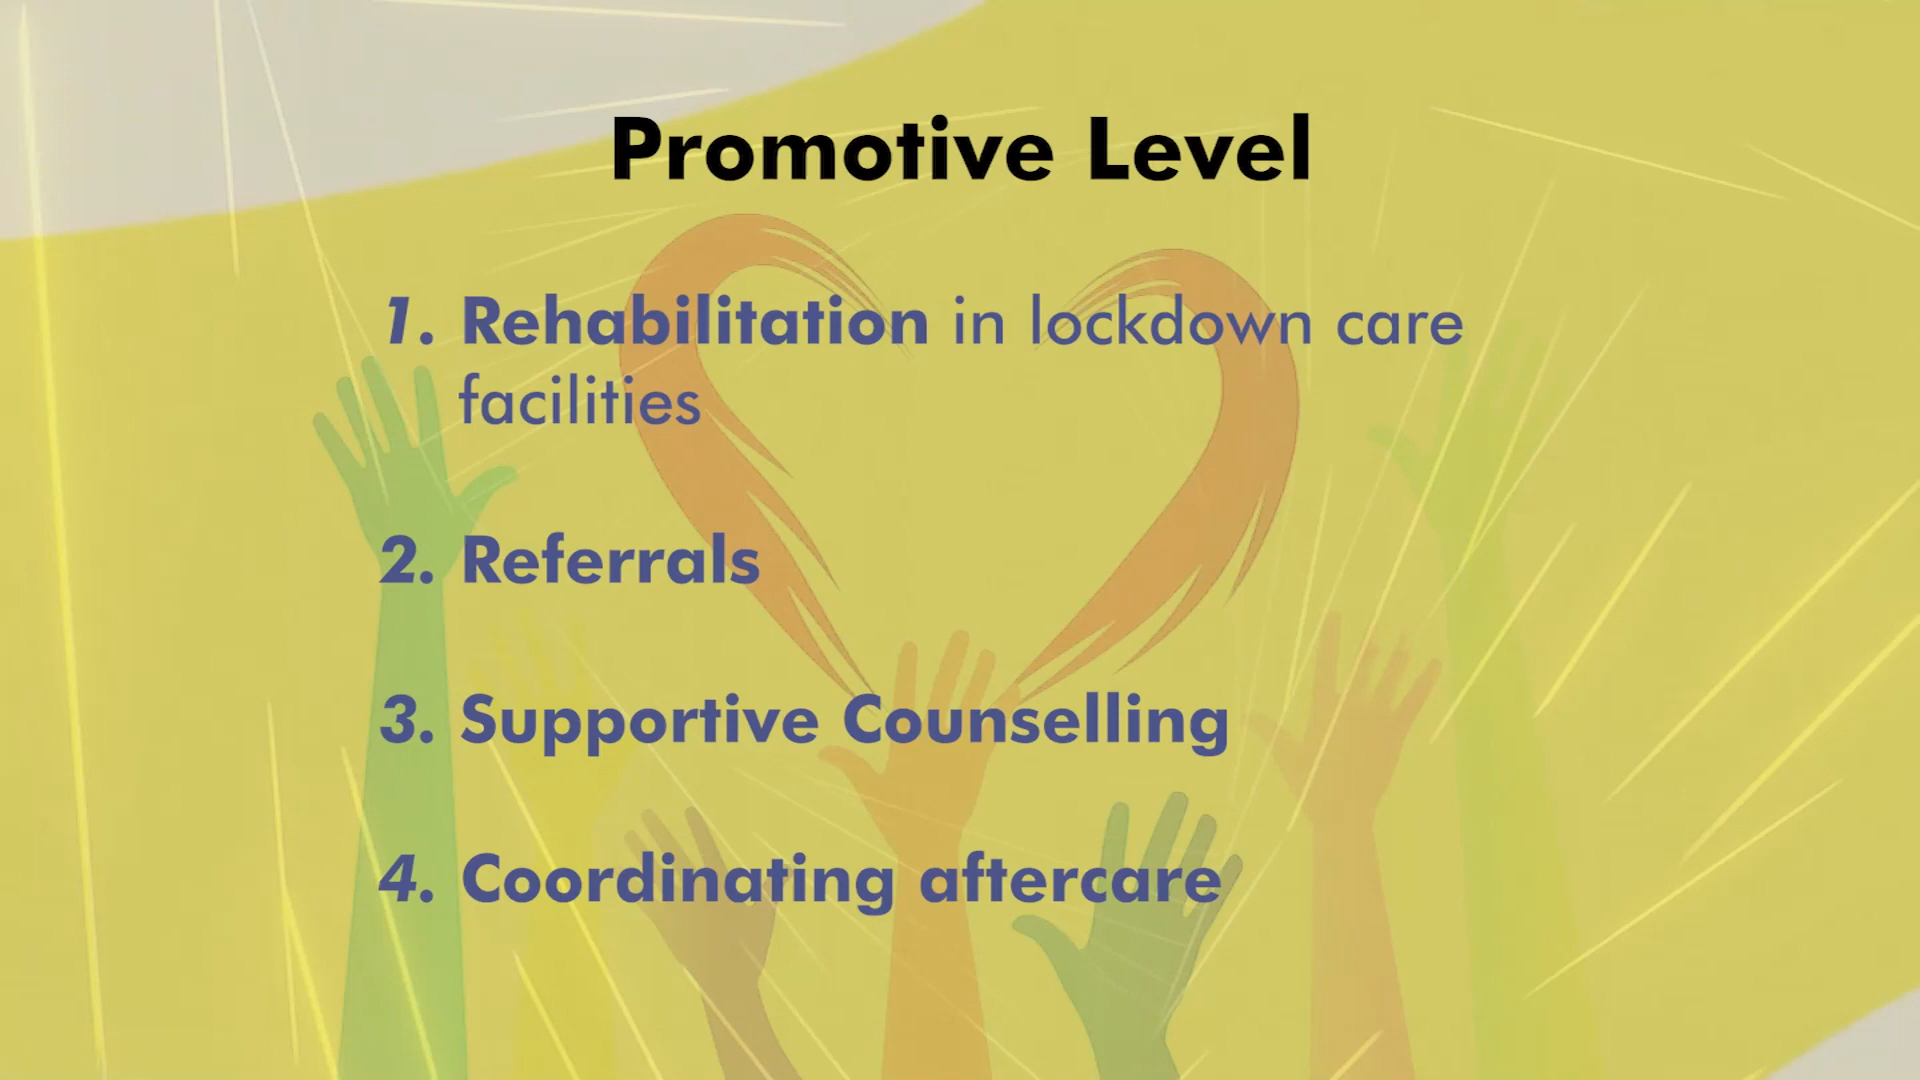 Promotive Level
1. Rehabilitation in lockdown care
facilities
2. Referrals
3. Supportive Counselling
4. Coordinating aftercare